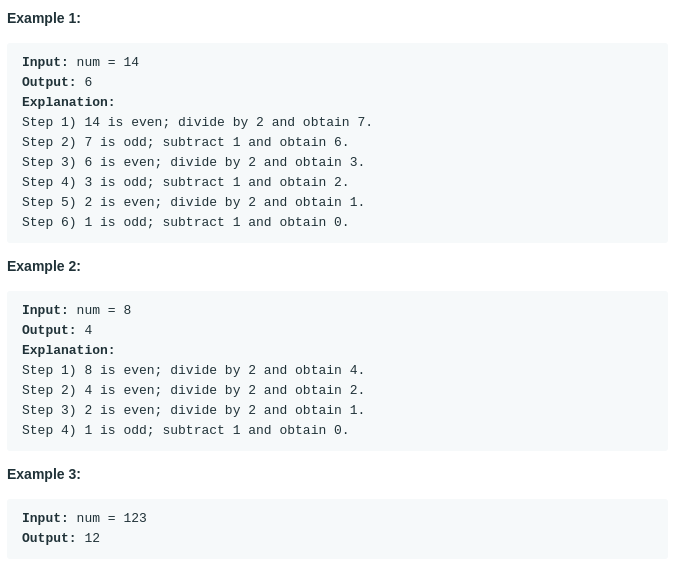 Example 1:
Input: num = 14
Output: 6
Explanation:
Step 1) 14 is even; divide by 2 and obtain 7.
Step 2) 7 is odd; subtract 1 and obtain 6.
Step 3) 6 is even; divide by 2 and obtain 3.
Step 4) 3 is odd; subtract 1 and obtain 2.
Step 5) 2 is even; divide by 2 and obtain 1.
Step 6) 1 is odd; subtract 1 and obtain 0.
Example 2:
Input: num = 8
Output: 4
Explanation:
Step 1) 8 is even; divide by 2 and obtain 4.
Step 2) 4 is even; divide by 2 and obtain 2.
Step 3) 2 is even; divide by 2 and obtain 1.
Step 4) 1 is odd; subtract 1 and obtain 0.
Example 3:
Input: num = 123
Output: 12